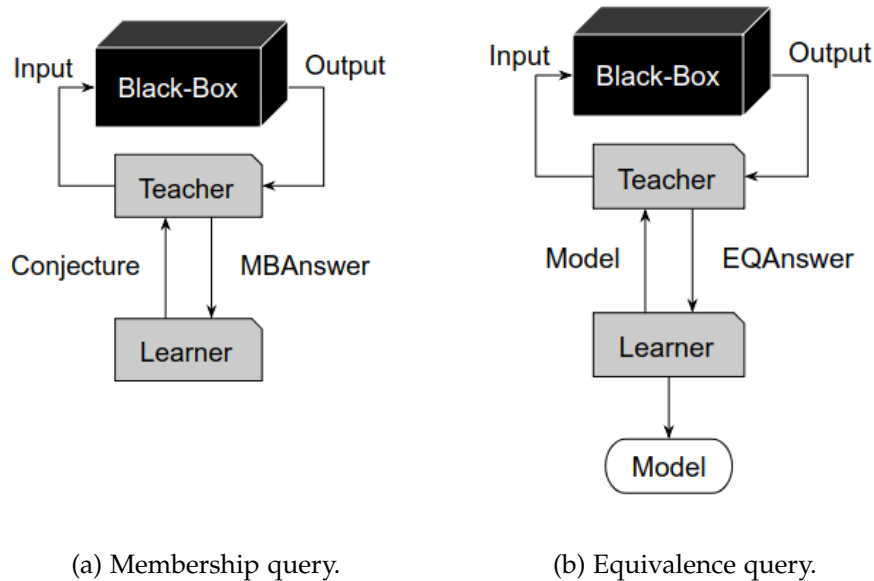 Input
Black-Box
Output
Teacher
Conjecture
MBAnswer
Learner
(a) Membership query.
Input
Black-Box
Output
Teacher
Model
EQAnswer
Learner
Model
(b) Equivalence query.